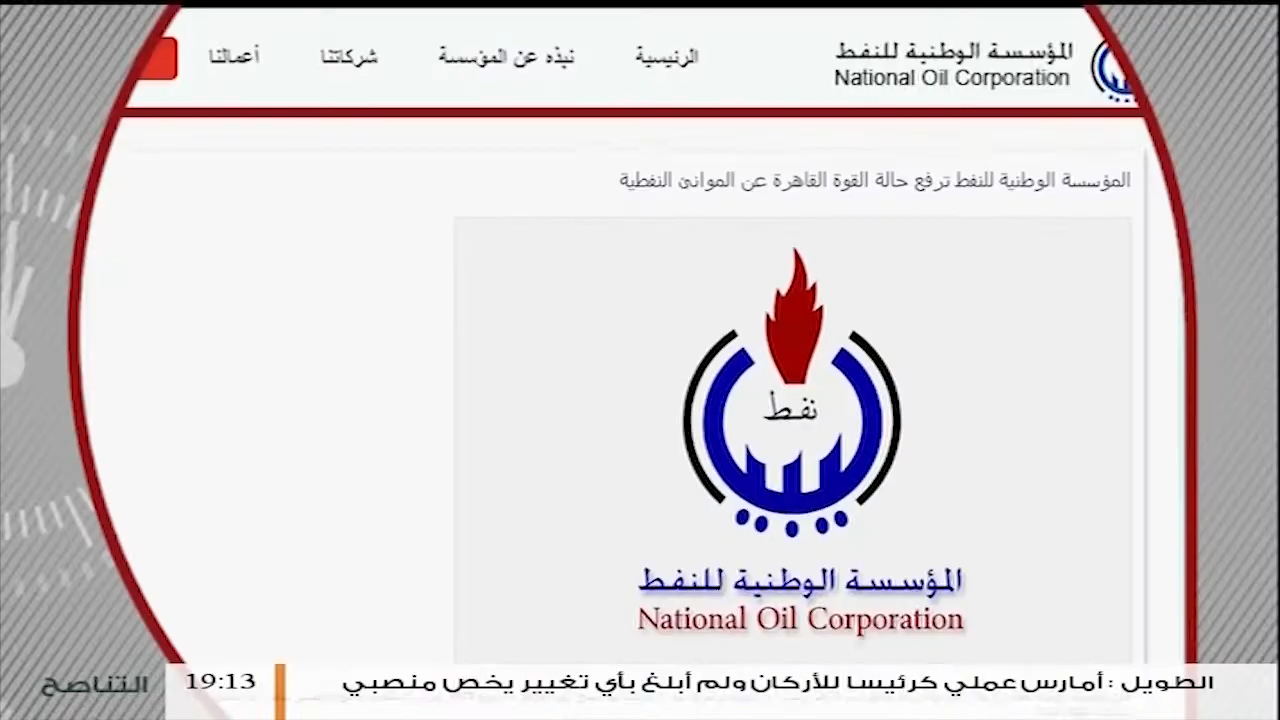 المؤسسة الوطنية للنفط
National Oil Corporation
الرئيسية
نبذه عن المؤسسة
شركاتنا
أعمالنا
المؤسسة الوطنية للنفط ترفع حالة القوة القاهرة عن الموانئ النفطية
نفط
ليبيا
المؤسسة الوطنية للنفط
National Oil Corporation
الطويل : أمارس عملي كرئيسا للأركان ولم أبلغ بأي تغيير يخص منصبي
19:13
التناصح